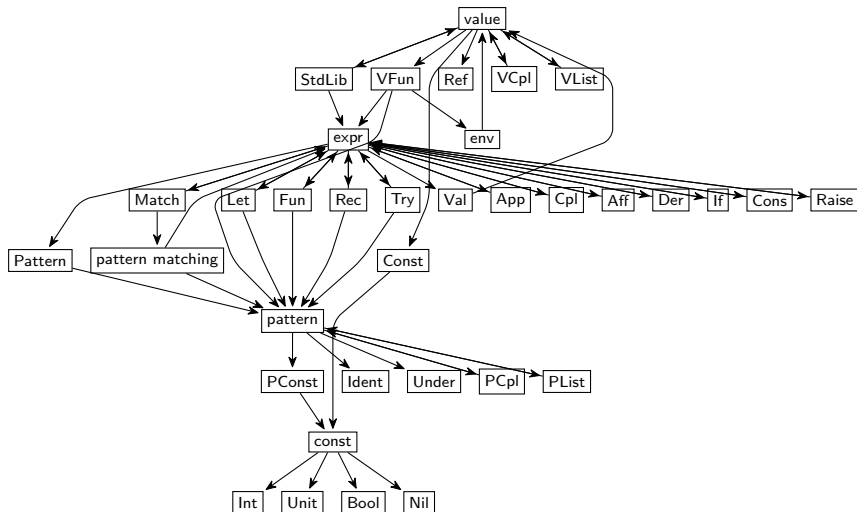 value
StdLib VFun Ref VCpl VList
expr env
Match Let Fun Rec Try Val App Cpl Aff Der If Cons Raise
Pattern pattern matching Const
pattern
PConst Ident Under PCpl PList
const
Int Unit Bool Nil